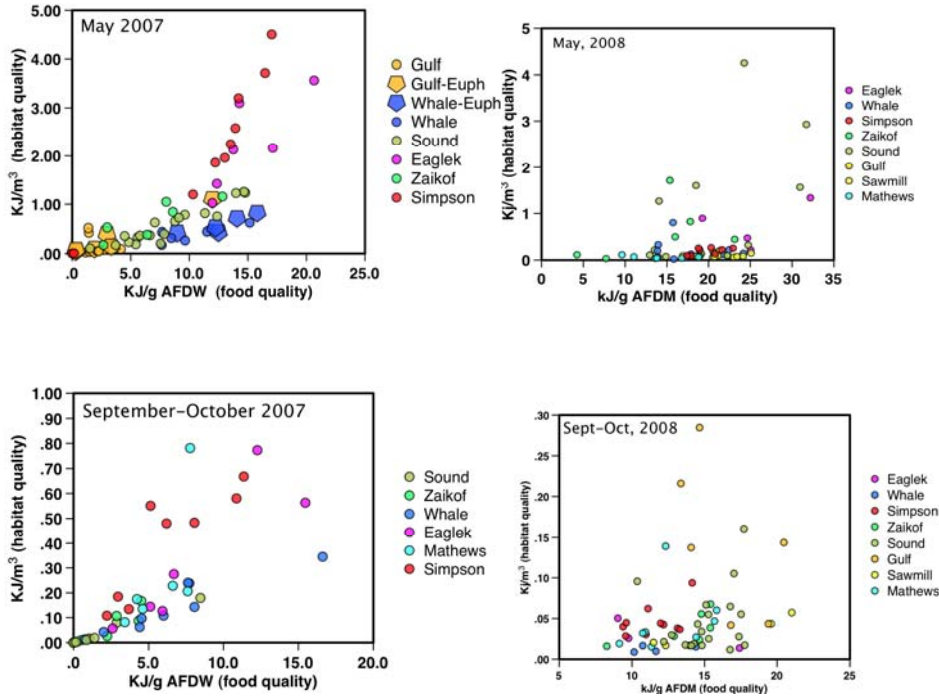 May 2007
5.00
4.00
3.00
2.00
1.00
.00
.0
5.0
10.0
15.0
20.0
25.0
KJ/m³ (habitat quality)
KJ/g AFDW (food quality)
Gulf
Gulf-Euph
Whale-Euph
Whale
Sound
Eaglek
Zaikof
Simpson
May, 2008
5
4
3
2
1
0
0
5
10
15
20
25
30
35
Kj/m³ (habitat quality)
kJ/g AFDM (food quality)
Eaglek
Whale
Simpson
Zaikof
Sound
Gulf
Sawmill
Mathews
September-October 2007
1.00
.80
.60
.50
.40
.30
.20
.10
.00
.0
5.0
10.0
15.0
20.0
KJ/m³ (habitat quality)
KJ/g AFDW (food quality)
Sound
Zaikof
Whale
Eaglek
Mathews
Simpson
Sept-Oct, 2008
.30
.25
.20
.15
.10
.05
.00
5
10
15
20
25
Kj/m³ (habitat quality)
kJ/g AFDM (food quality)
Eaglek
Whale
Simpson
Zaikof
Sound
Gulf
Sawmill
Mathews